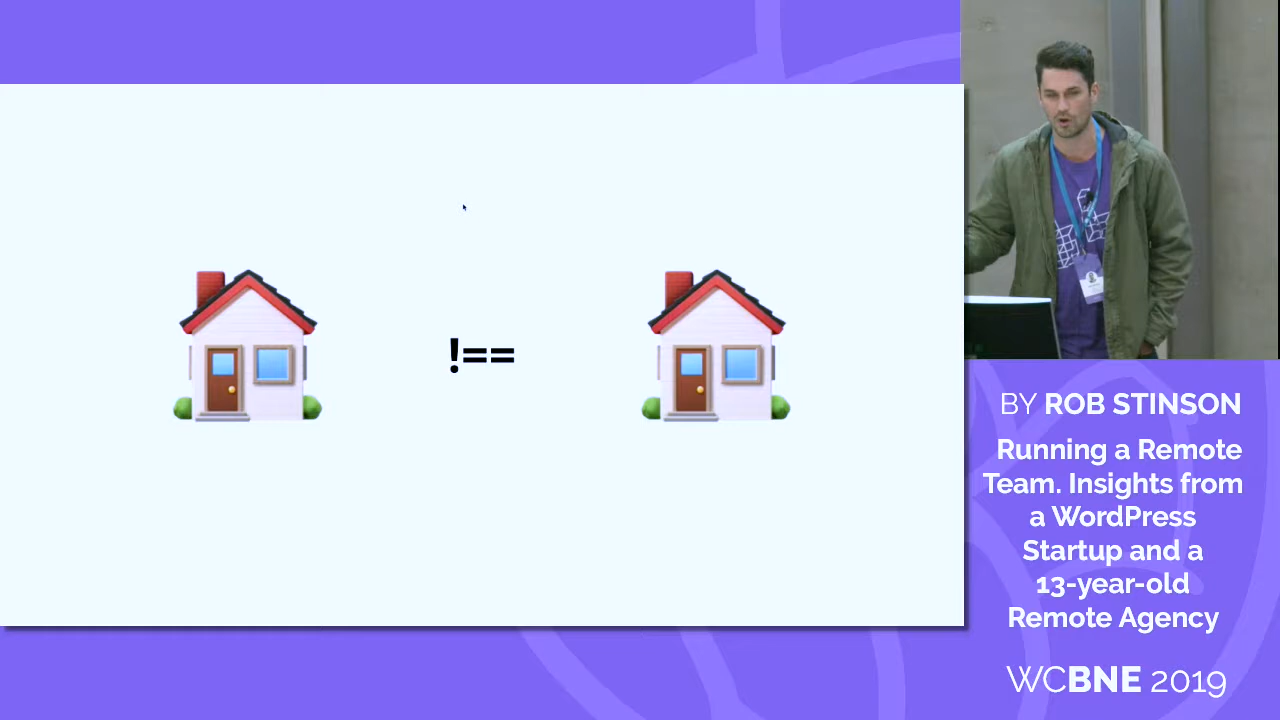 !==
BY ROB STINSON
Running a Remote
Team. Insights from
a WordPress
Startup and a
13-year-old
Remote Agency
WCBNE 2019